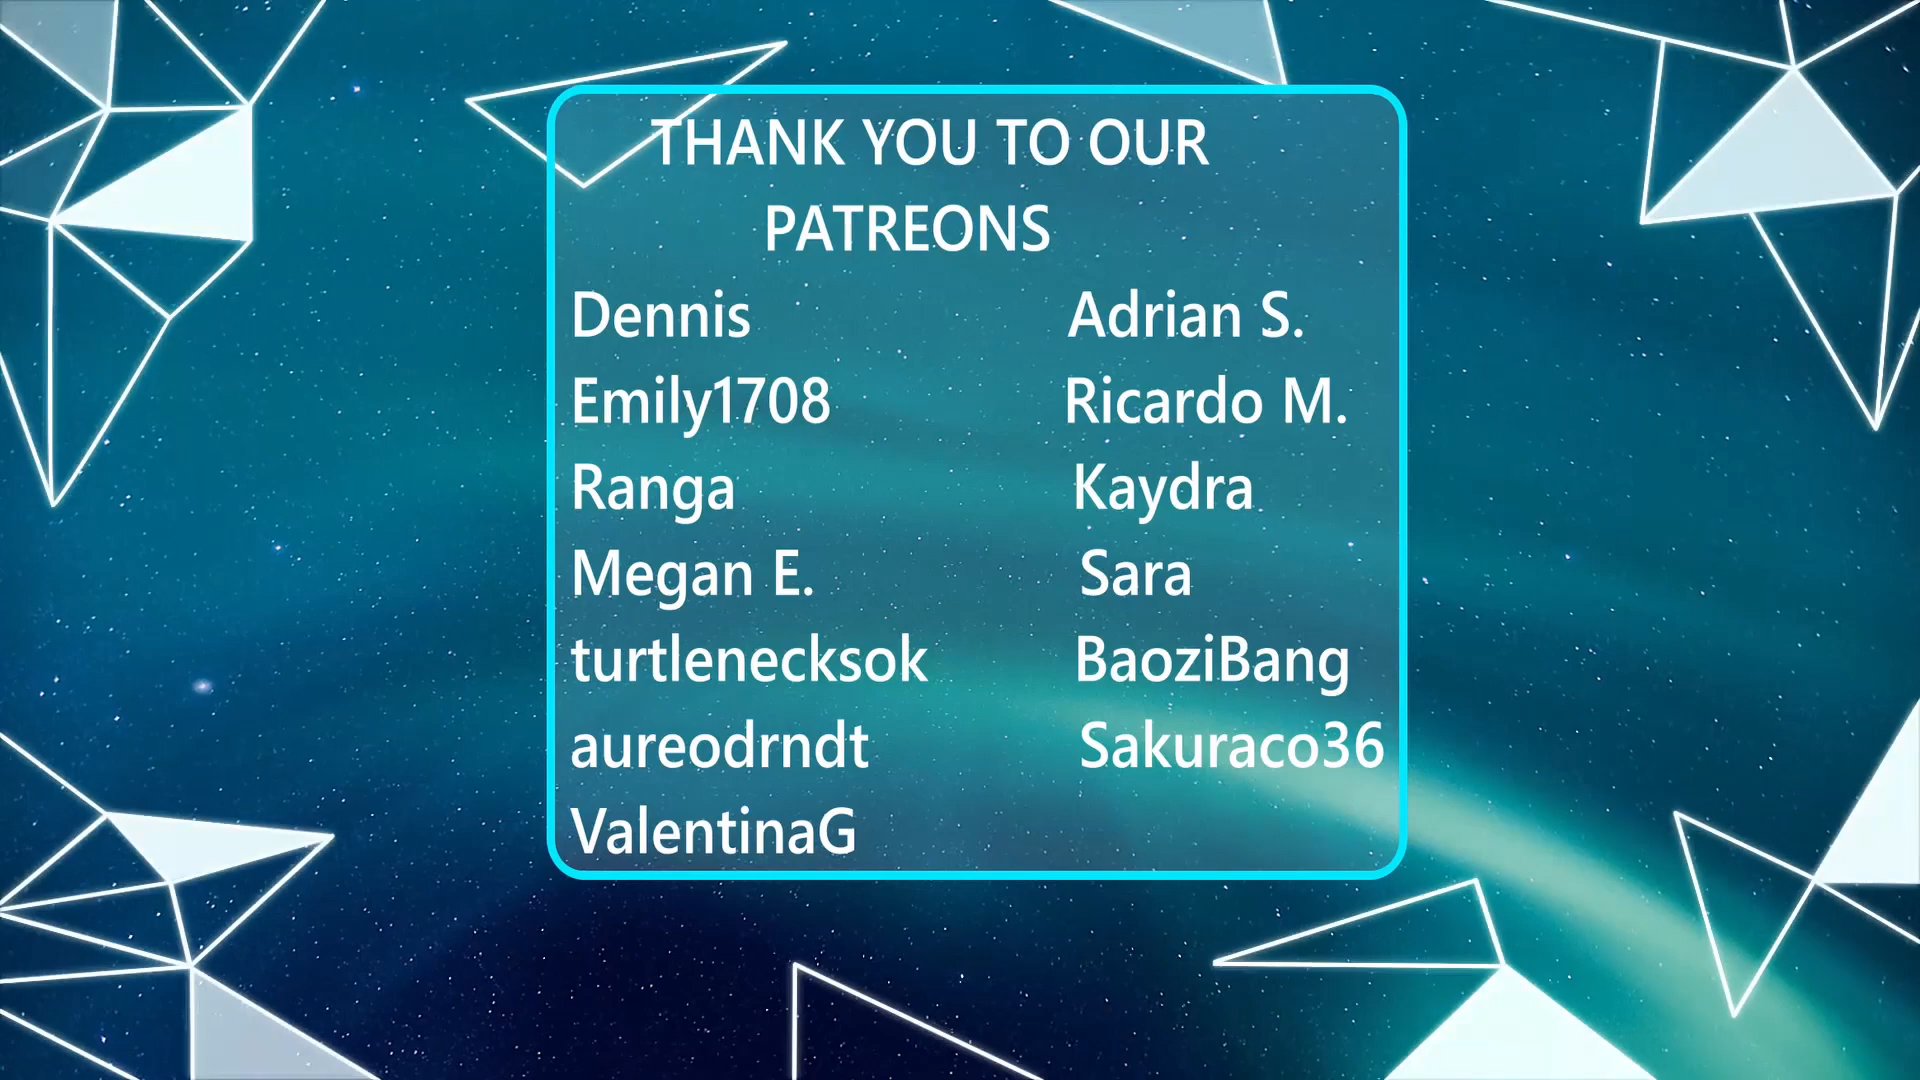 THANK YOU TO OUR
PATREONS
Dennis Adrian S.
Emily1708 Ricardo M.
Ranga Kaydra
Megan E. Sara
turtlenecksok BaoziBang
aureodrndt Sakuraco36
ValentinaG